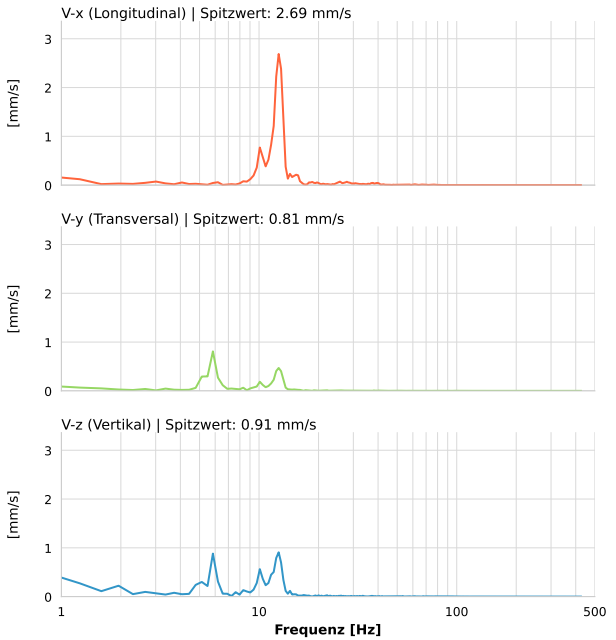 V-x (Longitudinal) | Spitzwert: 2.69 mm/s
3
2
1
0
[mm/s]
V-y (Transversal) | Spitzwert: 0.81 mm/s
3
2
1
0
[mm/s]
V-z (Vertikal) | Spitzwert: 0.91 mm/s
3
2
1
0
[mm/s]
1 10 100 500
Frequenz [Hz]